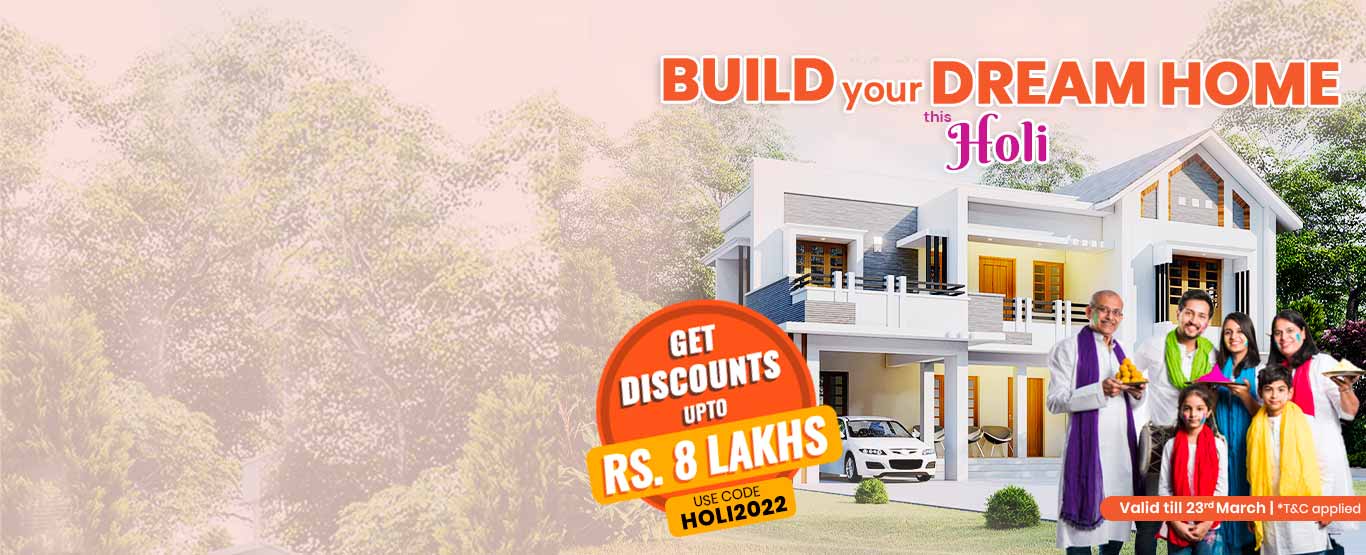 BUILD your DREAM HOME
this
Holi
GET
DISCOUNTS
UPTO
RS. 8 LAKHS
USE CODE
HOLI2022
Valid till 23rd March | *T&C applied